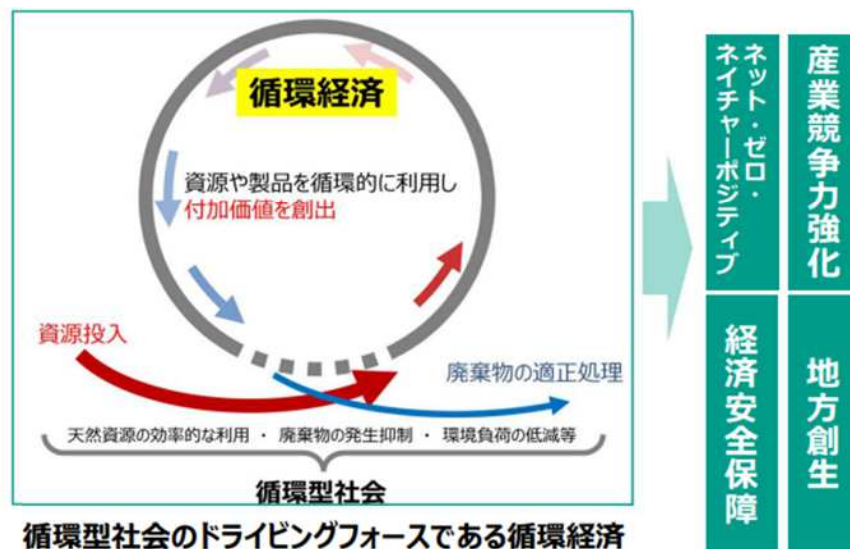 循環経済
資源や製品を循環的に利用し
付加価値を創出
資源投入
廃棄物の適正処理
天然資源の効率的な利用 ・ 廃棄物の発生抑制 ・ 環境負荷の低減等
循環型社会
循環型社会のドライビングフォースである循環経済
ネット・ゼロ・
ネイチャーポジティブ
産業競争力強化
経済安全保障
地方創生